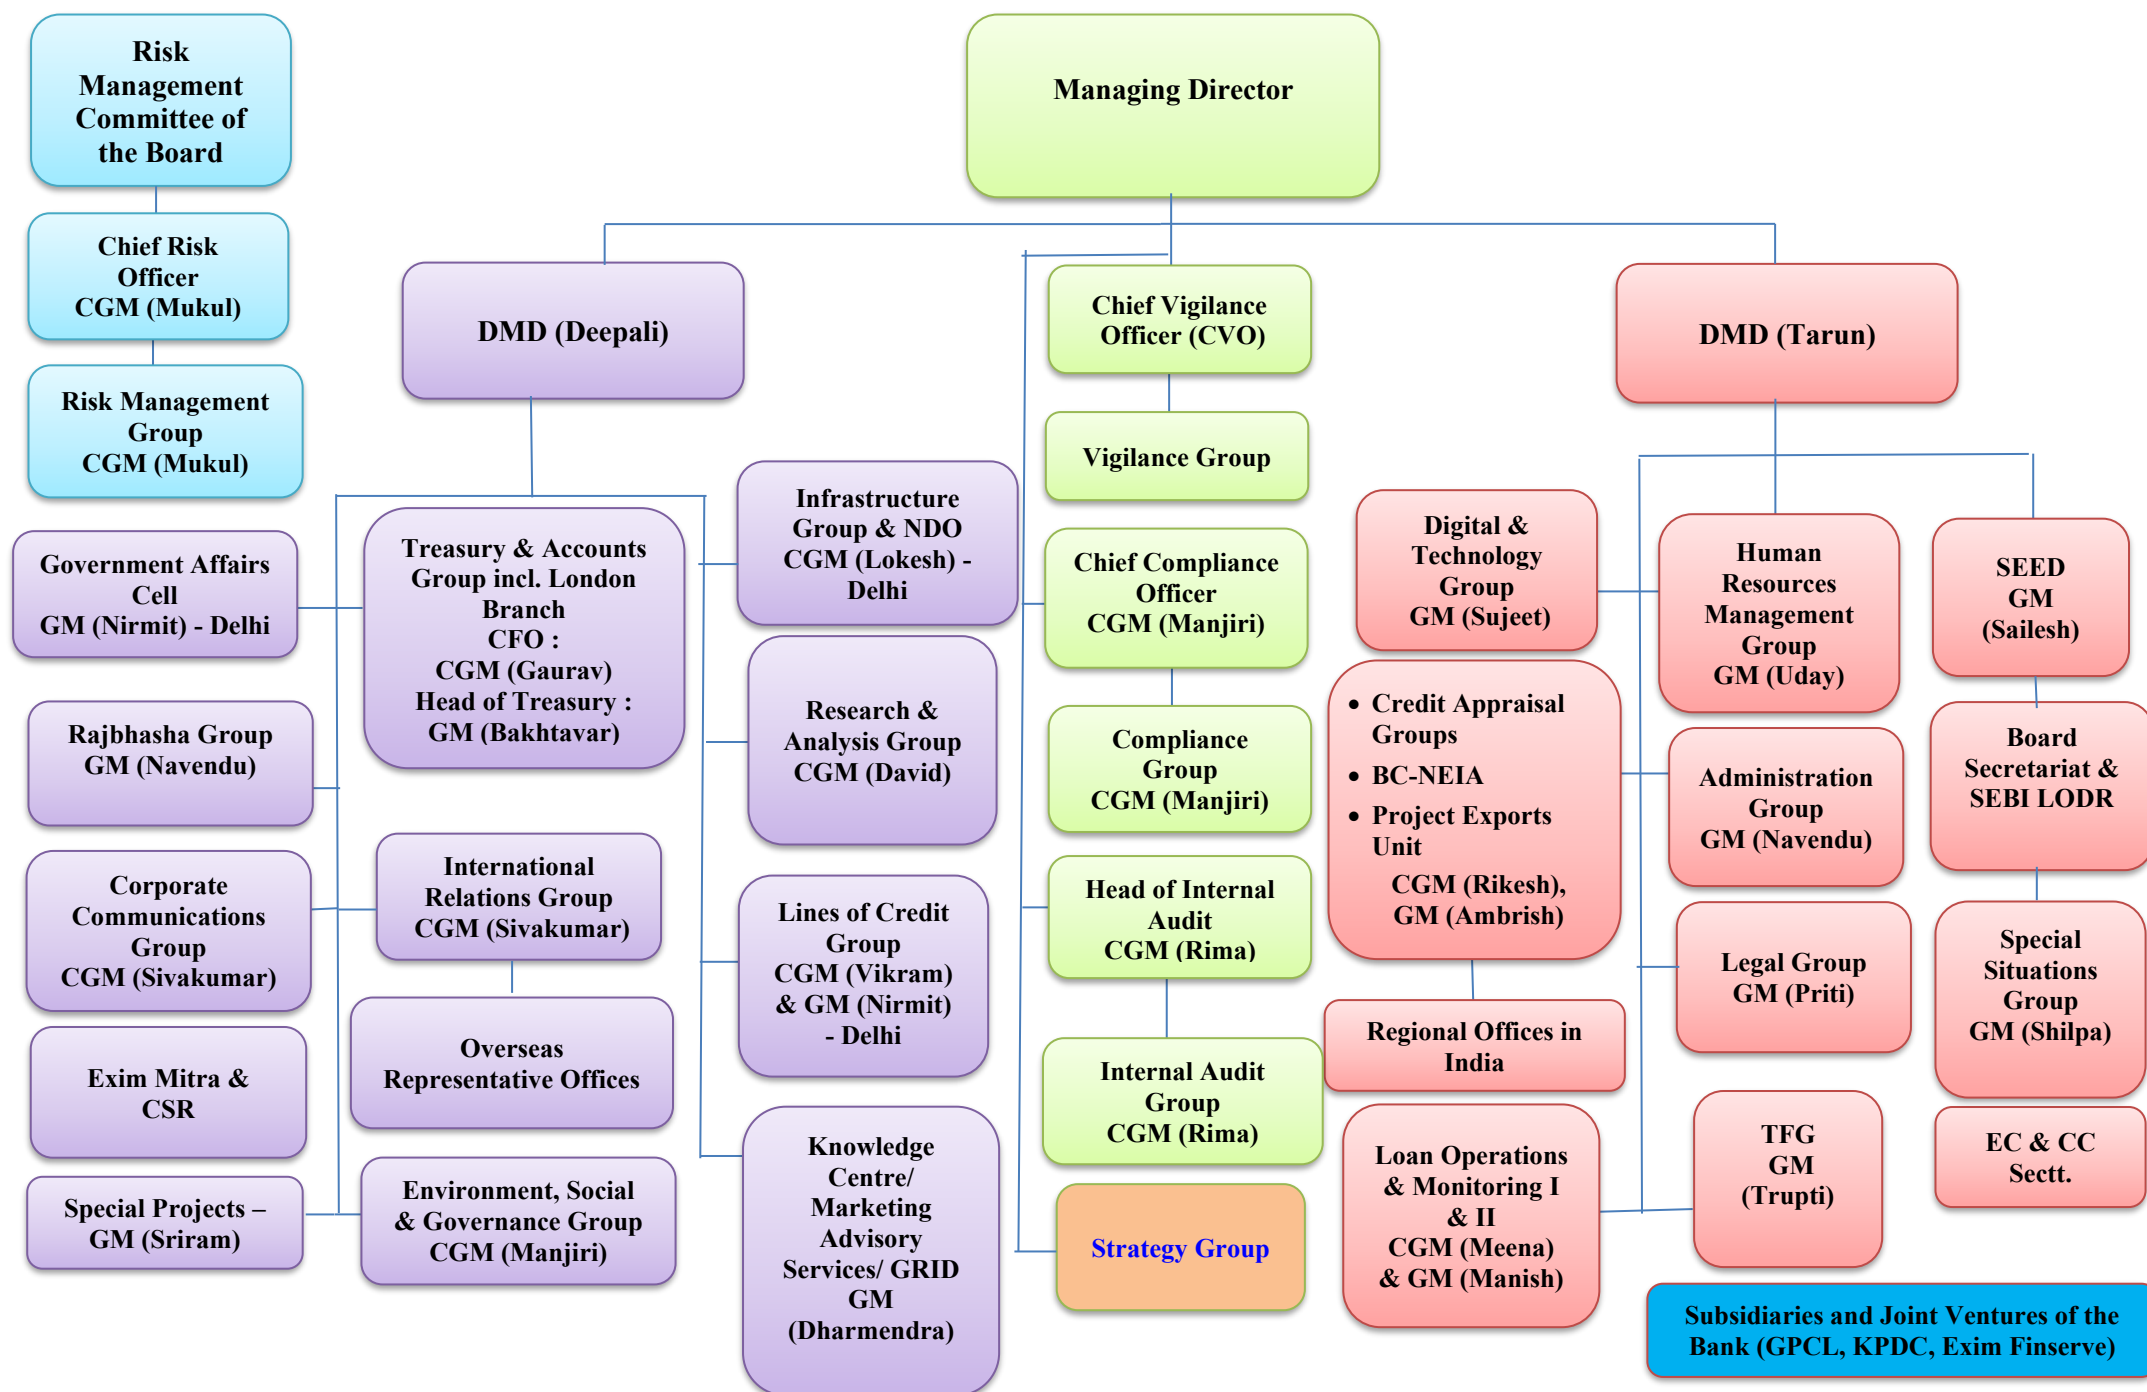 Risk
Management
Committee of
the Board
Managing Director
Chief Risk
Officer
CGM (Mukul)
Risk Management
Group
CGM (Mukul)
DMD (Deepali)
Chief Vigilance
Officer (CVO)
Vigilance Group
DMD (Tarun)
Government Affairs
Cell
GM (Nirmit) - Delhi
Treasury & Accounts
Group incl. London
Branch
CFO :
CGM (Gaurav)
Head of Treasury :
GM (Bakhtavar)
Infrastructure
Group & NDO
CGM (Lokesh) -
Delhi
Chief Compliance
Officer
CGM (Manjiri)
Digital &
Technology
Group
GM (Sujeet)
Human
Resources
Management
Group
GM (Uday)
SEED
GM
(Sailesh)
Rajbhasha Group
GM (Navendu)
Research &
Analysis Group
CGM (David)
Compliance
Group
CGM (Manjiri)
• Credit Appraisal
Groups
• BC-NEIA
• Project Exports
Unit
CGM (Rikesh),
GM (Ambrish)
Administration
Group
GM (Navendu)
Board
Secretariat &
SEBI LODR
Corporate
Communications
Group
CGM (Sivakumar)
International
Relations Group
CGM (Sivakumar)
Lines of Credit
Group
CGM (Vikram)
& GM (Nirmit)
- Delhi
Head of Internal
Audit
CGM (Rima)
Legal Group
GM (Priti)
Special
Situations
Group
GM (Shilpa)
Exim Mitra &
CSR
Overseas
Representative Offices
Internal Audit
Group
CGM (Rima)
Regional Offices in
India
Special Projects –
GM (Sriram)
Environment, Social
& Governance Group
CGM (Manjiri)
Knowledge
Centre/
Marketing
Advisory
Services/ GRID
GM
(Dharmendra)
Strategy Group
Loan Operations
& Monitoring I
& II
CGM (Meena)
& GM (Manish)
TFG
GM
(Trupti)
EC & CC
Sectt.
Subsidiaries and Joint Ventures of the
Bank (GPCL, KPDC, Exim Finserve)